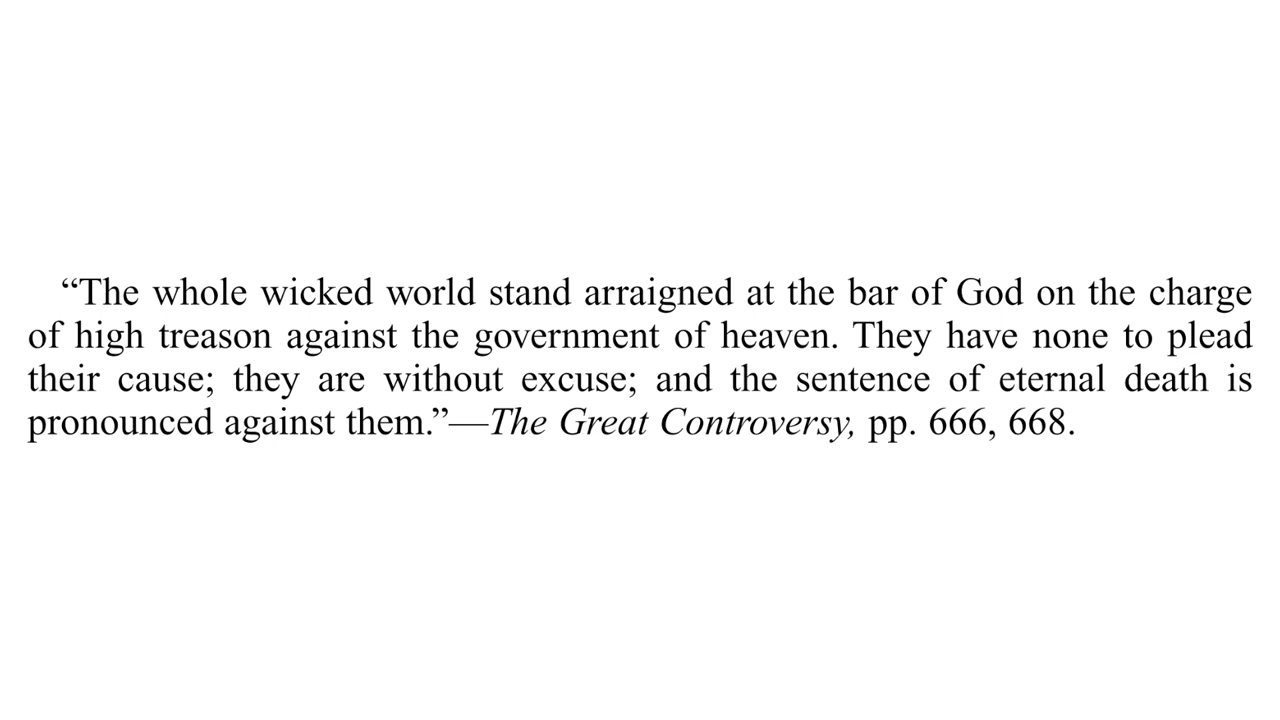 “The whole wicked world stand arraigned at the bar of God on the charge
of high treason against the government of heaven. They have none to plead
their cause; they are without excuse; and the sentence of eternal death is
pronounced against them.”—The Great Controversy, pp. 666, 668.